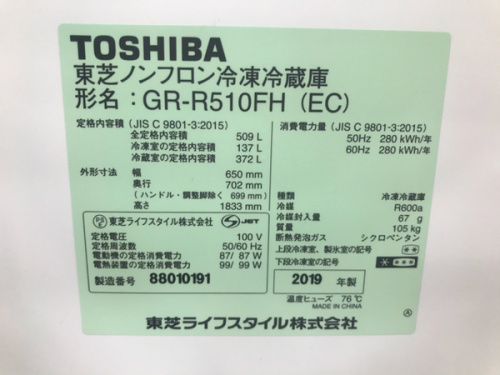 TOSHIBA
東芝ノンフロン冷凍冷蔵庫
形名：GR-R510FH (EC)
定格内容積 (JIS C 9801-3:2015)
全定格内容積 509 L
冷凍室の定格内容積 137 L
冷蔵室の定格内容積 372 L
外形寸法 幅 650 mm
奥行 702 mm
(ハンドル・調整脚除く 699 mm)
高さ 1833 mm
消費電力量 (JIS C 9801-3:2015)
50Hz 280 kWh/年
60Hz 280 kWh/年
東芝ライフスタイル株式会社 JET
定格電圧 100 V
定格周波数 50/60 Hz
電動機の定格消費電力 87/ 87 W
電熱装置の定格消費電力 99/ 99 W
製造番号 88010191
種類 冷凍冷蔵庫
冷媒 R600a
冷媒封入量 67 g
質量 105 kg
断熱発泡ガス シクロペンタン
上段冷凍室、製氷室の記号
下段冷凍室の記号
2019 年製
温度ヒューズ 76℃
MADE IN CHINA
東芝ライフスタイル株式会社